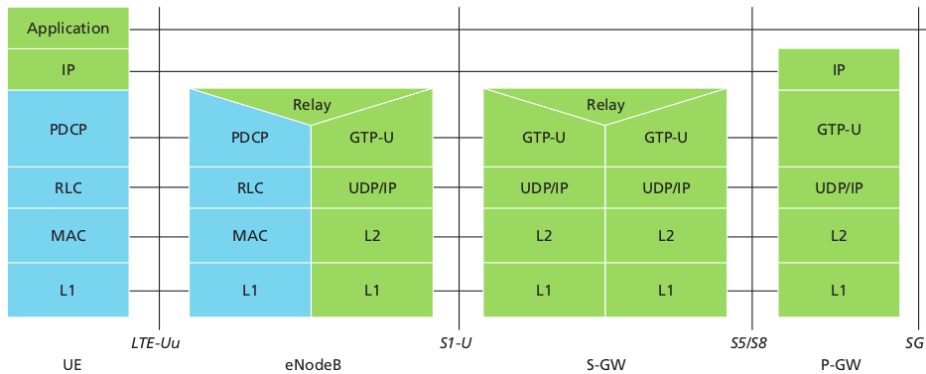 Application
IP
IP
Relay
Relay
PDCP
PDCP
GTP-U
GTP-U
GTP-U
GTP-U
RLC
RLC
UDP/IP
UDP/IP
UDP/IP
UDP/IP
MAC
MAC
L2
L2
L2
L2
L1
L1
L1
L1
L1
L1
LTE-Uu
S1-U
S5/S8
SG
UE
eNodeB
S-GW
P-GW